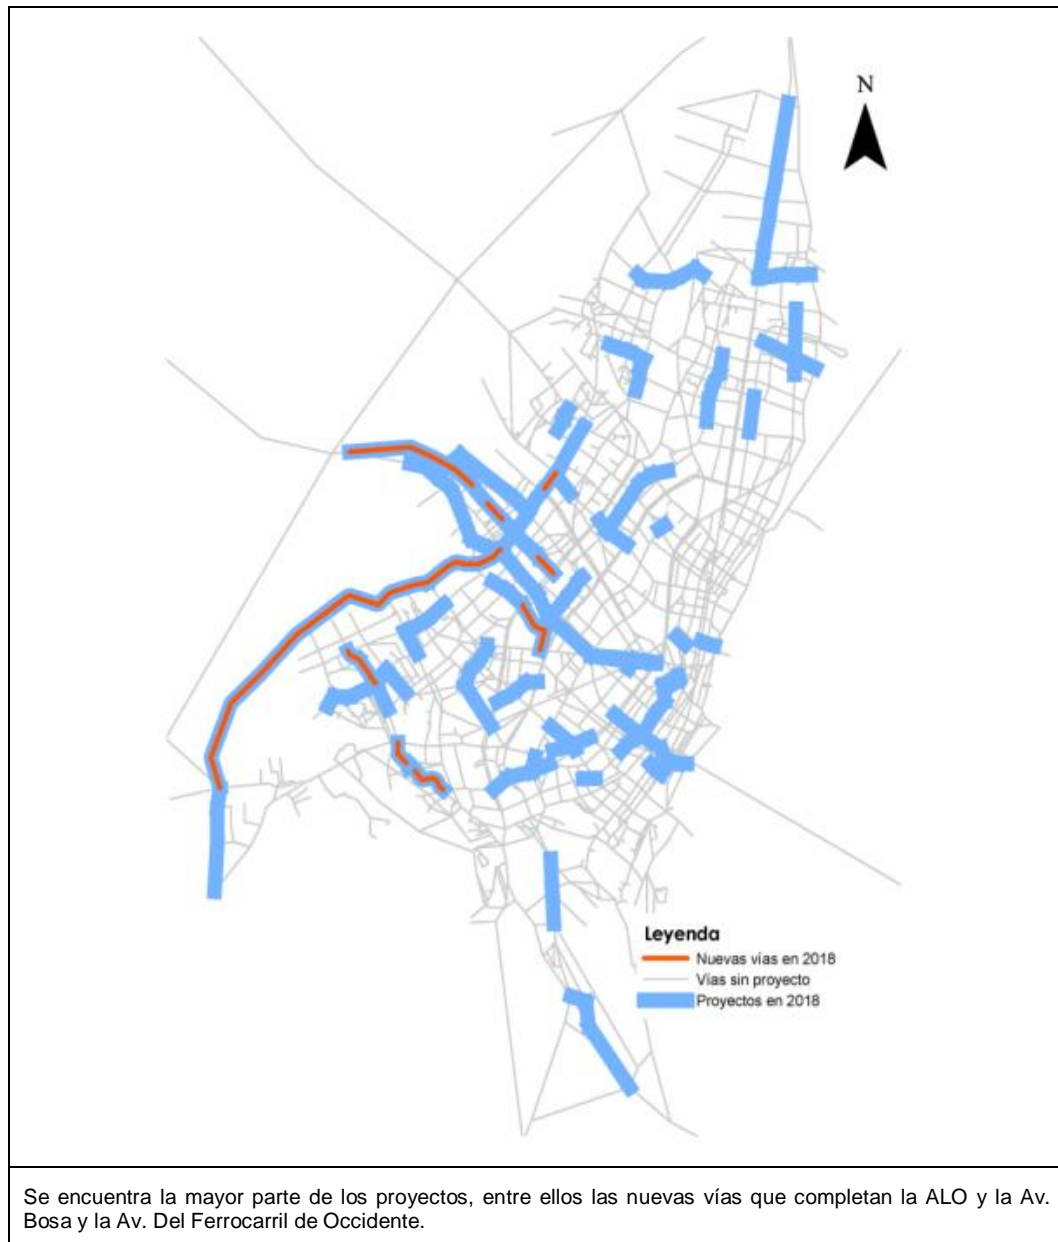 N
Leyenda
Nuevas vías en 2018
Vías sin proyecto
Proyectos en 2018
Se encuentra la mayor parte de los proyectos, entre ellos las nuevas vías que completan la ALO y la Av.
Bosa y la Av. Del Ferrocarril de Occidente.